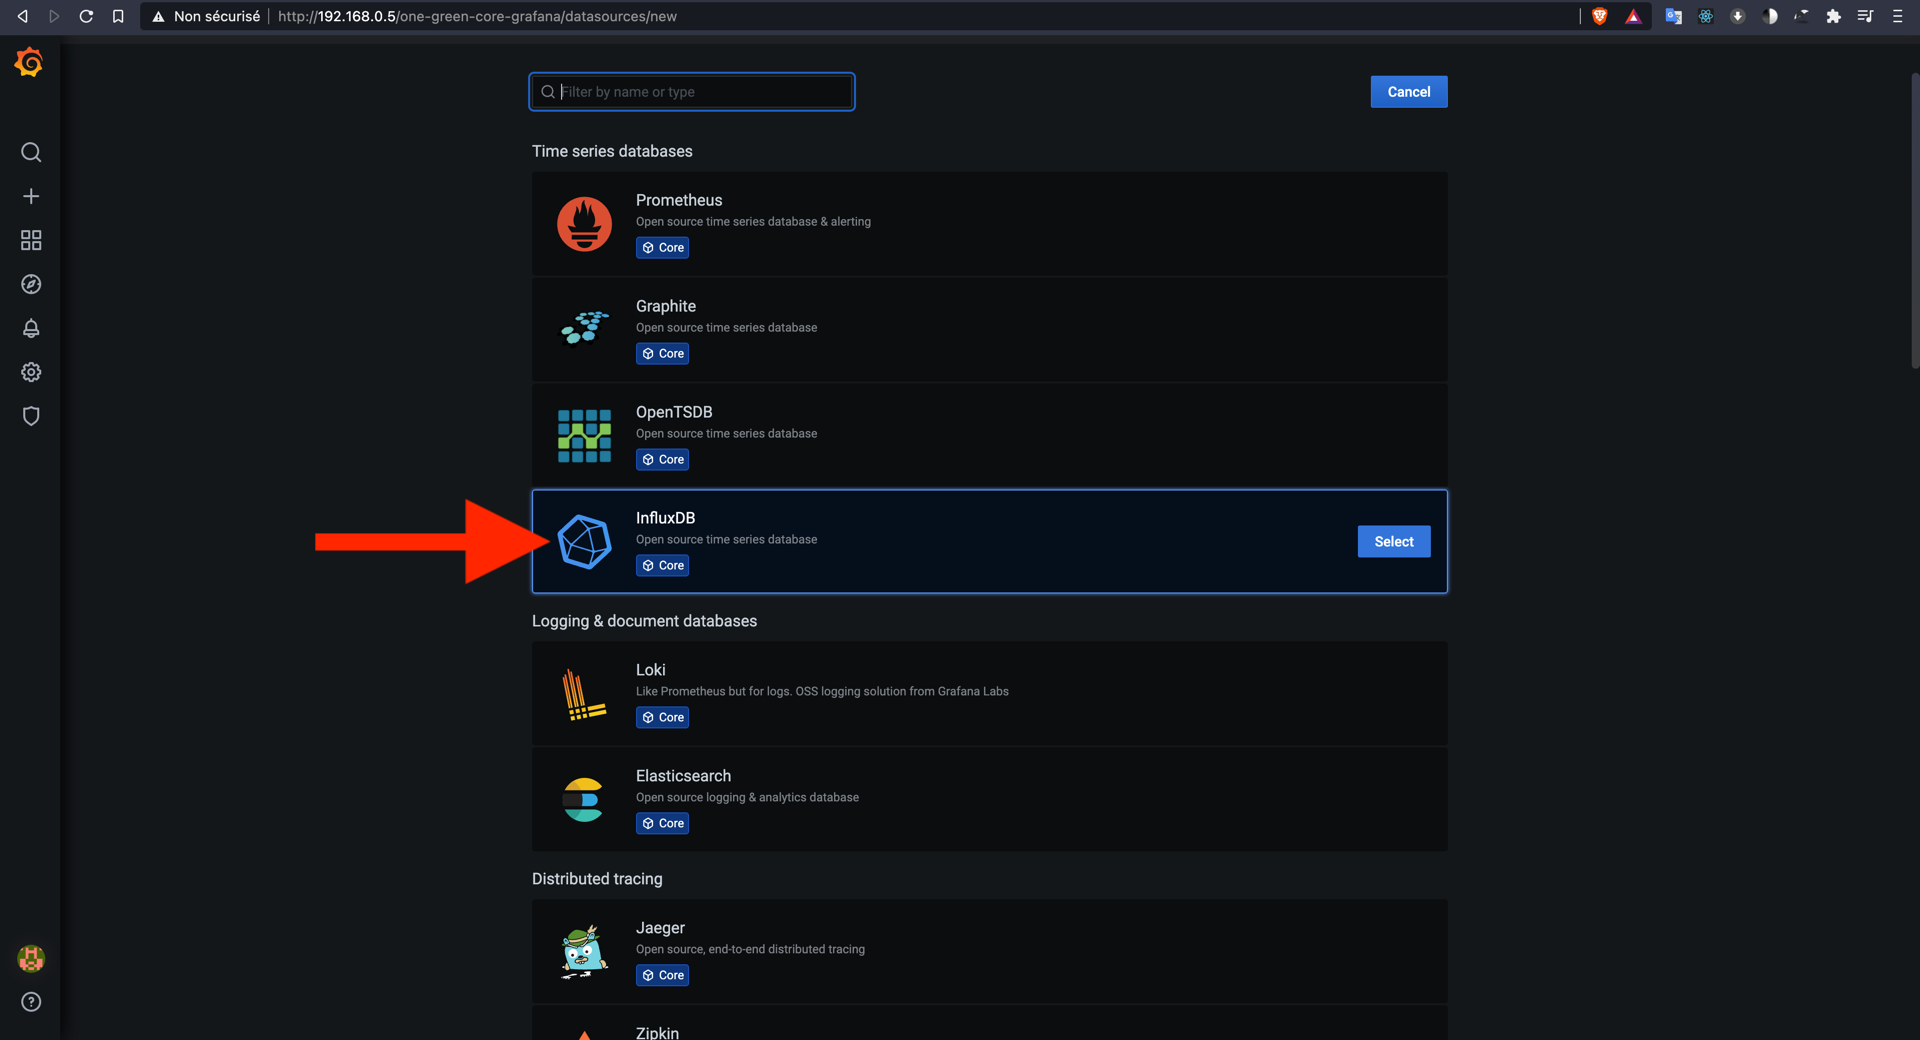 Non sécurisé
http://192.168.0.5/one-green-core-grafana/datasources/new
Filter by name or type
Cancel
Time series databases
Prometheus
Open source time series database & alerting
Core
Graphite
Open source time series database
Core
OpenTSDB
Open source time series database
Core
InfluxDB
Open source time series database
Core
Select
Logging & document databases
Loki
Like Prometheus but for logs. OSS logging solution from Grafana Labs
Core
Elasticsearch
Open source logging & analytics database
Core
Distributed tracing
Jaeger
Open source, end-to-end distributed tracing
Core
Zipkin